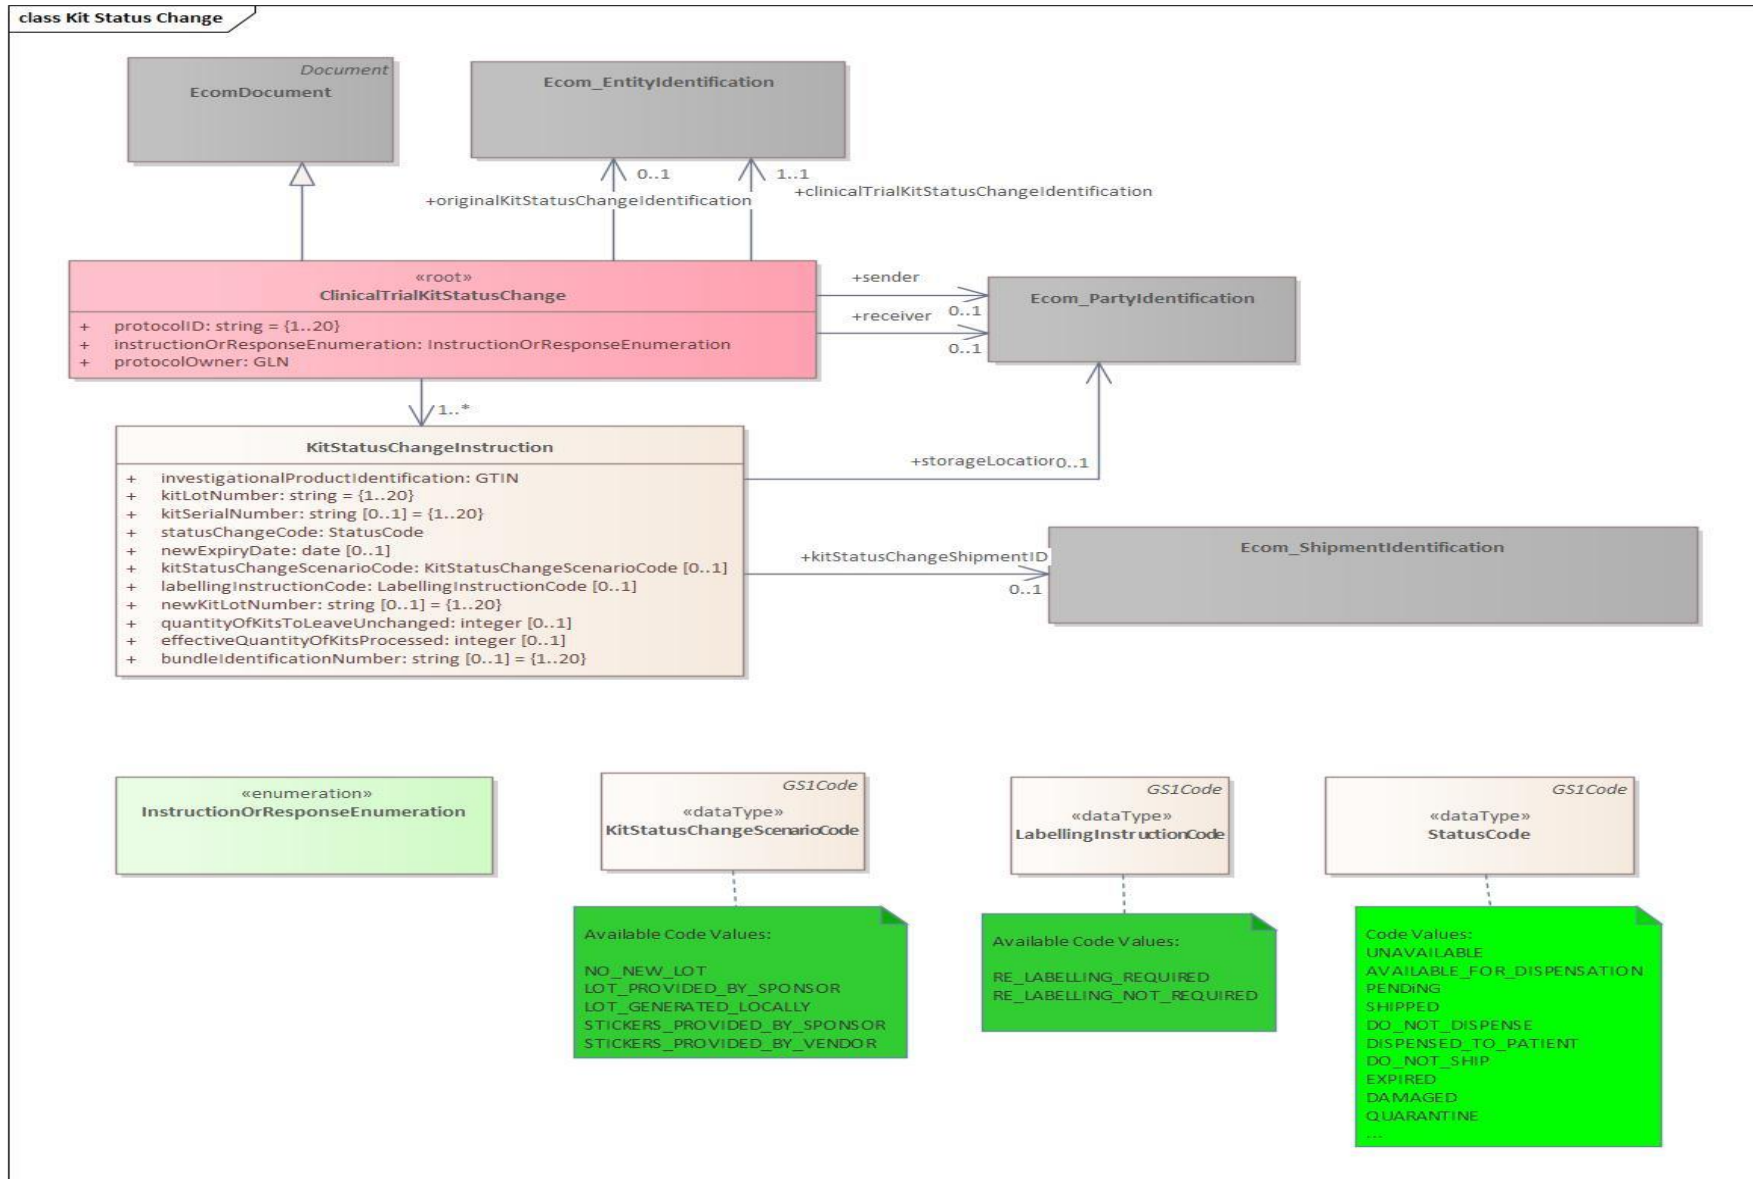 class Kit Status Change
Document
EcomDocument
Ecom_EntityIdentification
0..1
1..1
+originalKitStatusChangeIdentification
+clinicalTrialKitStatusChangeIdentification
«root»
ClinicalTrialKitStatusChange
+ protocolID: string = {1..20}
+ instructionOrResponseEnumeration: InstructionOrResponseEnumeration
+ protocolOwner: GLN
+sender
0..1
+receiver
0..1
Ecom_PartyIdentification
1..*
KitStatusChangeInstruction
+ investigationalProductIdentification: GTIN
+ kitLotNumber: string = {1..20}
+ kitSerialNumber: string [0..1] = {1..20}
+ statusChangeCode: StatusCode
+ newExpiryDate: date [0..1]
+ kitStatusChangeScenarioCode: KitStatusChangeScenarioCode [0..1]
+ labellingInstructionCode: LabellingInstructionCode [0..1]
+ newKitLotNumber: string [0..1] = {1..20}
+ quantityOfKitsToLeaveUnchanged: integer [0..1]
+ effectiveQuantityOfKitsProcessed: integer [0..1]
+ bundleIdentificationNumber: string [0..1] = {1..20}
+storageLocation
0..1
+kitStatusChangeShipmentID
0..1
Ecom_ShipmentIdentification
«enumeration»
InstructionOrResponseEnumeration
GS1Code
«dataType»
KitStatusChangeScenarioCode
GS1Code
«dataType»
LabellingInstructionCode
GS1Code
«dataType»
StatusCode
Available Code Values:
NO_NEW_LOT
LOT_PROVIDED_BY_SPONSOR
LOT_GENERATED_LOCALLY
STICKERS_PROVIDED_BY_SPONSOR
STICKERS_PROVIDED_BY_VENDOR
Available Code Values:
RE_LABELLING_REQUIRED
RE_LABELLING_NOT_REQUIRED
Code Values:
UNAVAILABLE
AVAILABLE_FOR_DISPENSATION
PENDING
SHIPPED
DO_NOT_DISPENSE
DISPENSED_TO_PATIENT
DO_NOT_SHIP
EXPIRED
DAMAGED
QUARANTINE
...